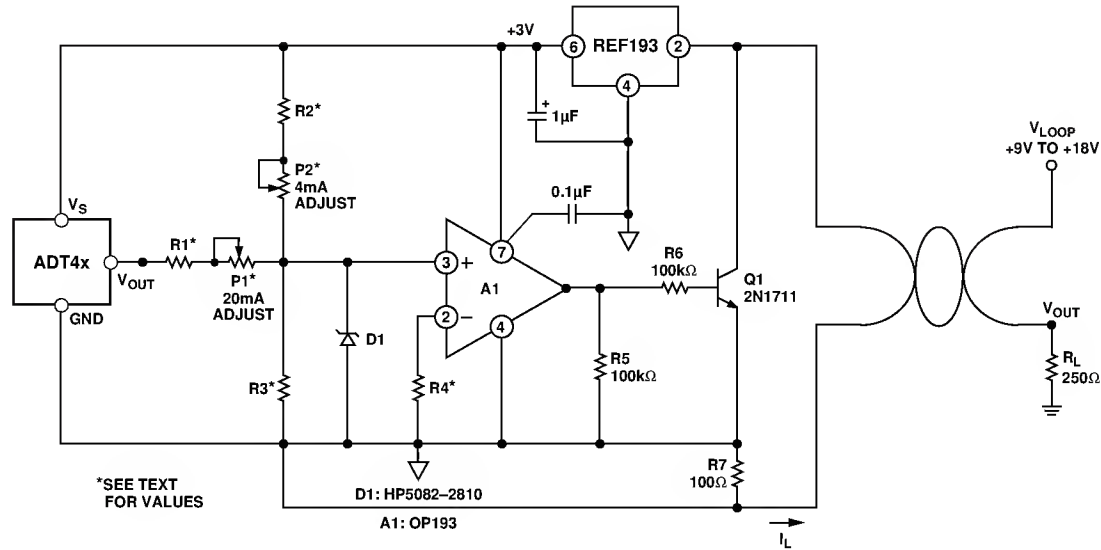 +3V
6
REF193
2
4
+
1µF
R2*
P2*
4mA
ADJUST
0.1µF
V_LOOP
+9V TO +18V
V_S
ADT4x
V_OUT
GND
R1*
P1*
20mA
ADJUST
3
+
7
A1
2
−
4
R6
100kΩ
Q1
2N1711
D1
R3*
R4*
R5
100kΩ
V_OUT
R_L
250Ω
R7
100Ω
*SEE TEXT
FOR VALUES
D1: HP5082–2810
A1: OP193
I_L